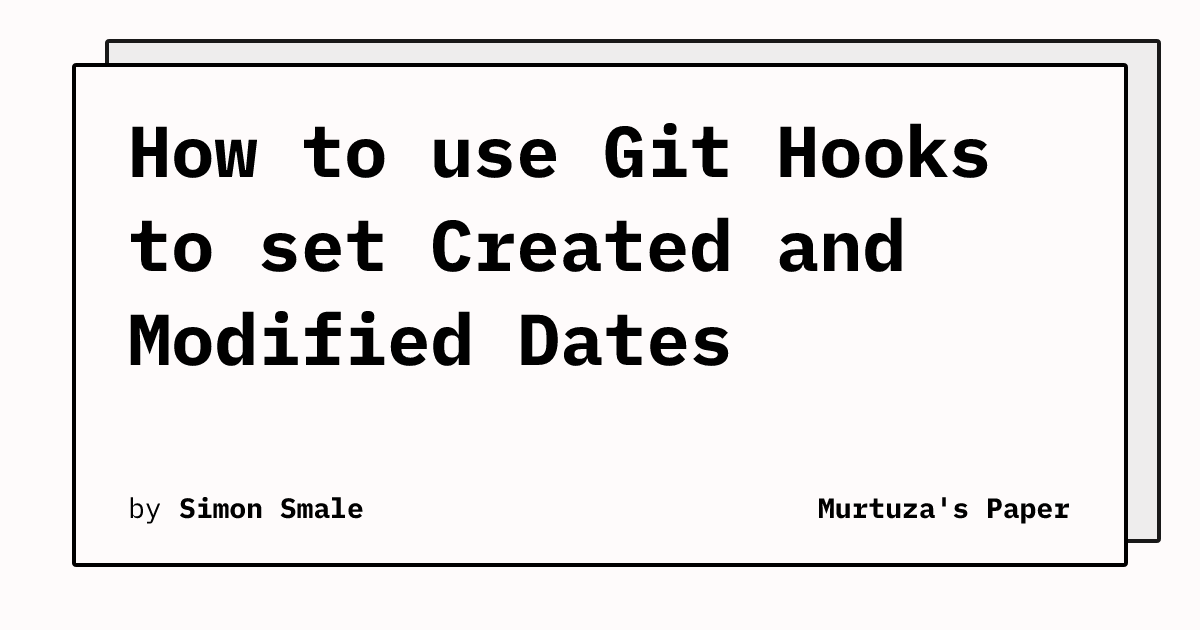 How to use Git Hooks
to set Created and
Modified Dates
by Simon Smale
Murtuza's Paper